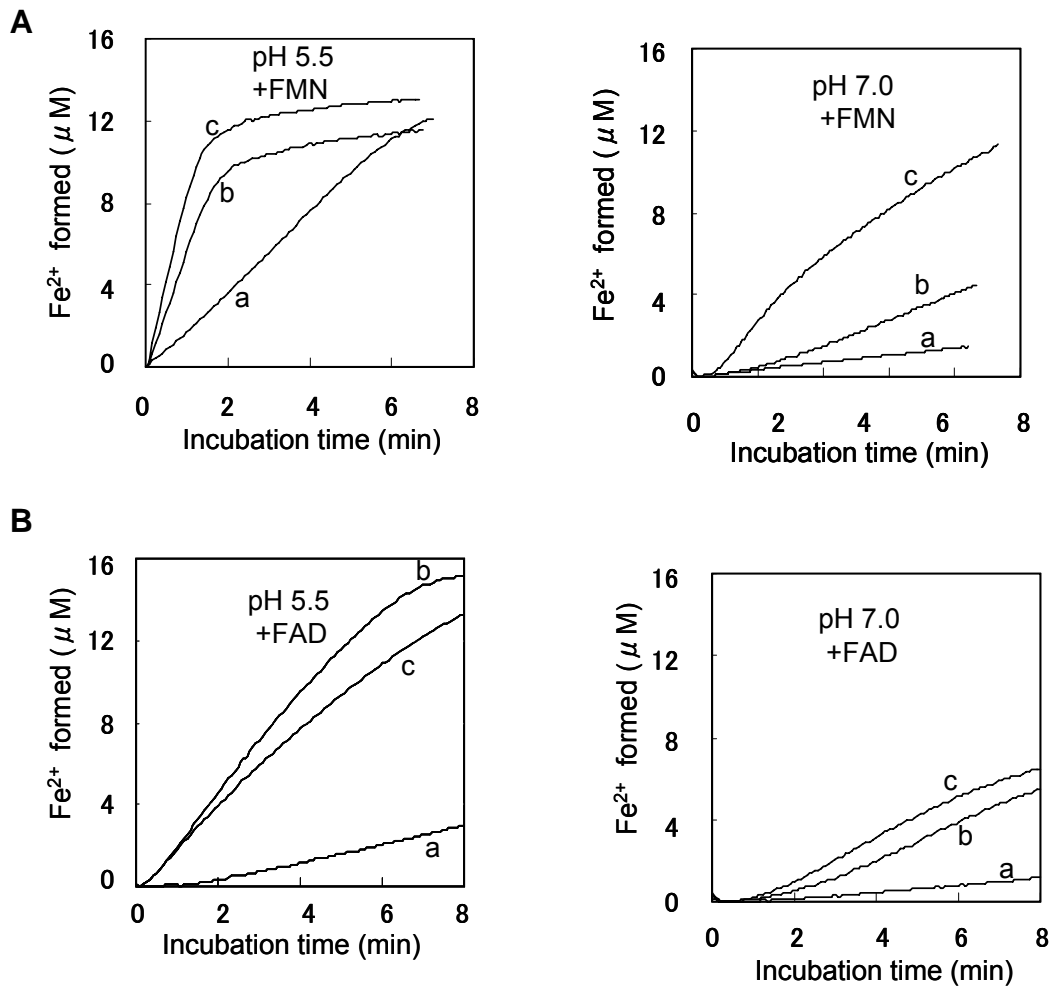 A
16
12
8
4
0
Fe2+ formed ( μ M)
pH 5.5
+FMN
c
b
a
0 2 4 6 8
Incubation time (min)
16
12
8
4
0
Fe2+ formed ( μ M)
pH 7.0
+FMN
c
b
a
0 2 4 6 8
Incubation time (min)
B
16
12
8
4
0
Fe2+ formed ( μ M)
pH 5.5
+FAD
b
c
a
0 2 4 6 8
Incubation time (min)
16
12
8
4
0
Fe2+ formed ( μ M)
pH 7.0
+FAD
c
b
a
0 2 4 6 8
Incubation time (min)